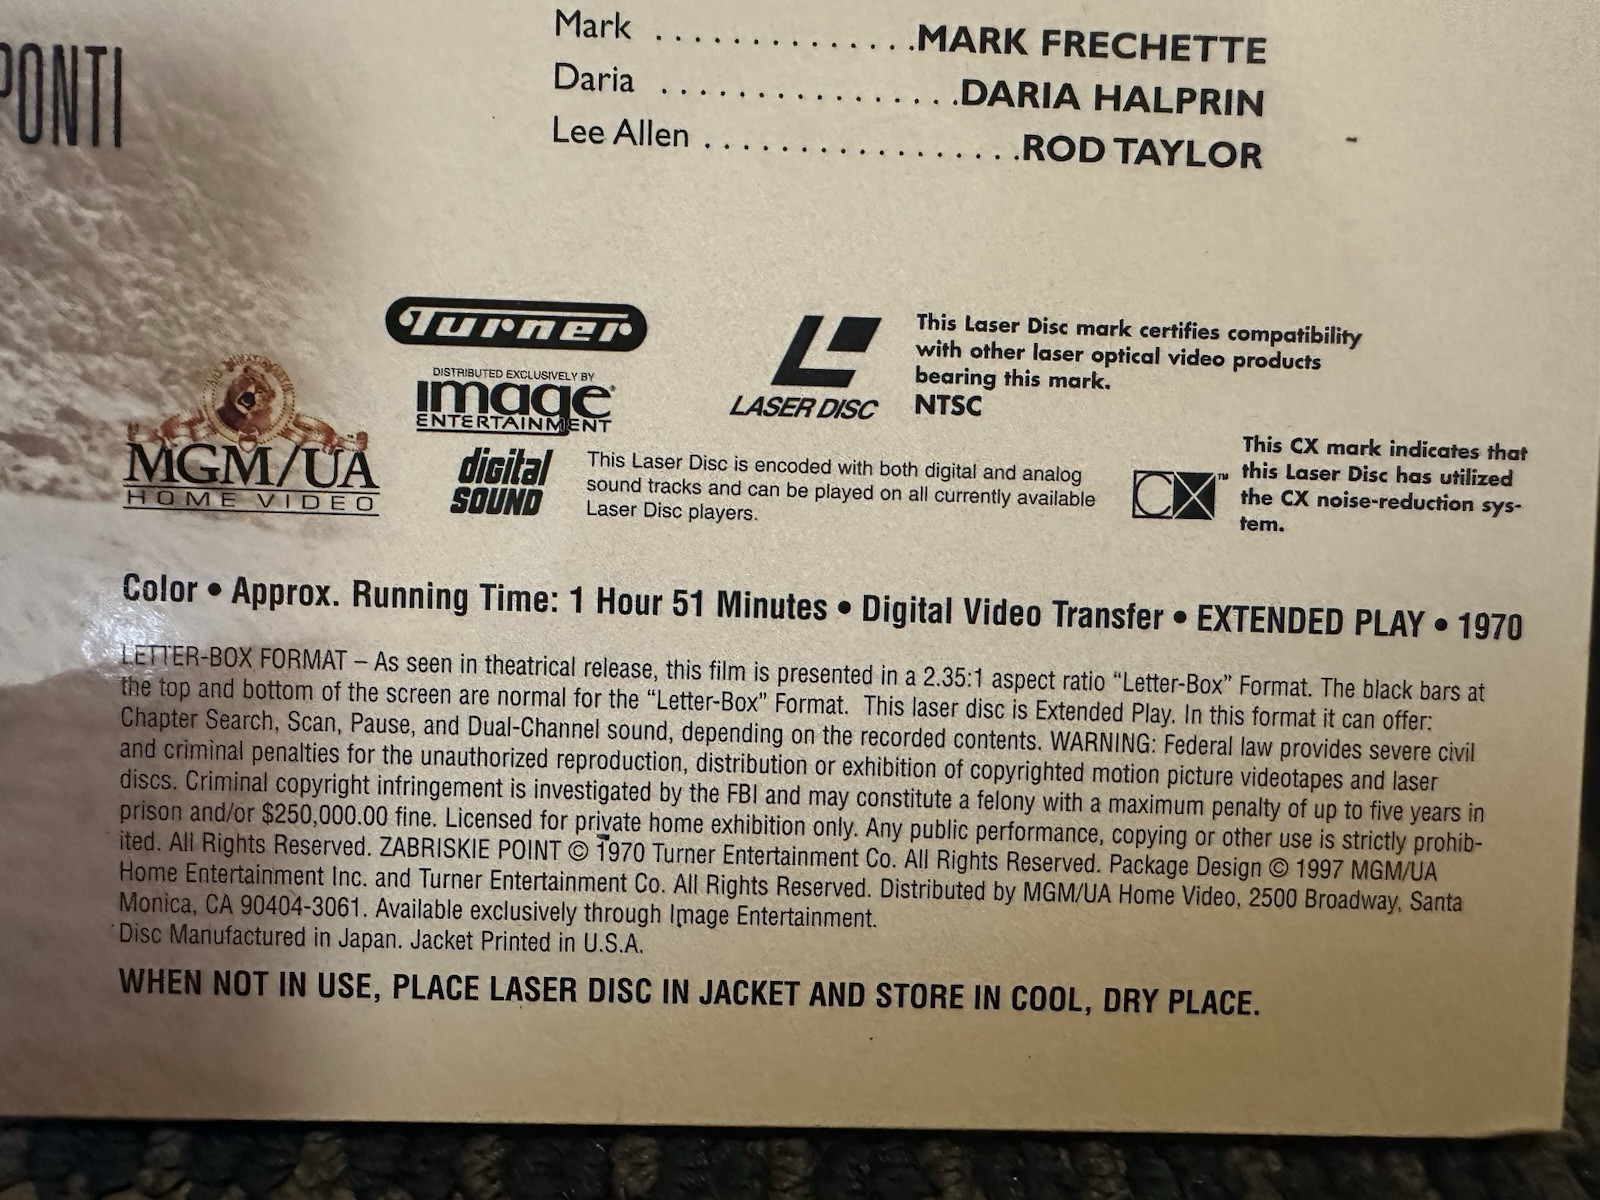 PONTI
Mark ..............MARK FRECHETTE
Daria ................DARIA HALPRIN
Lee Allen .................ROD TAYLOR
Turner
DISTRIBUTED EXCLUSIVELY BY
image
ENTERTAINMENT
LASER DISC
This Laser Disc mark certifies compatibility
with other laser optical video products
bearing this mark.
NTSC
MGM/UA
HOME VIDEO
digital
SOUND
This Laser Disc is encoded with both digital and analog
sound tracks and can be played on all currently available
Laser Disc players.
CX™
This CX mark indicates that
this Laser Disc has utilized
the CX noise-reduction sys-
tem.
Color • Approx. Running Time: 1 Hour 51 Minutes • Digital Video Transfer • EXTENDED PLAY • 1970
LETTER-BOX FORMAT – As seen in theatrical release, this film is presented in a 2.35:1 aspect ratio “Letter-Box” Format. The black bars at
the top and bottom of the screen are normal for the “Letter-Box” Format. This laser disc is Extended Play. In this format it can offer:
Chapter Search, Scan, Pause, and Dual-Channel sound, depending on the recorded contents. WARNING: Federal law provides severe civil
and criminal penalties for the unauthorized reproduction, distribution or exhibition of copyrighted motion picture videotapes and laser
discs. Criminal copyright infringement is investigated by the FBI and may constitute a felony with a maximum penalty of up to five years in
prison and/or $250,000.00 fine. Licensed for private home exhibition only. Any public performance, copying or other use is strictly prohib-
ited. All Rights Reserved. ZABRISKIE POINT © 1970 Turner Entertainment Co. All Rights Reserved. Package Design © 1997 MGM/UA
Home Entertainment Inc. and Turner Entertainment Co. All Rights Reserved. Distributed by MGM/UA Home Video, 2500 Broadway, Santa
Monica, CA 90404-3061. Available exclusively through Image Entertainment.
Disc Manufactured in Japan. Jacket Printed in U.S.A.
WHEN NOT IN USE, PLACE LASER DISC IN JACKET AND STORE IN COOL, DRY PLACE.